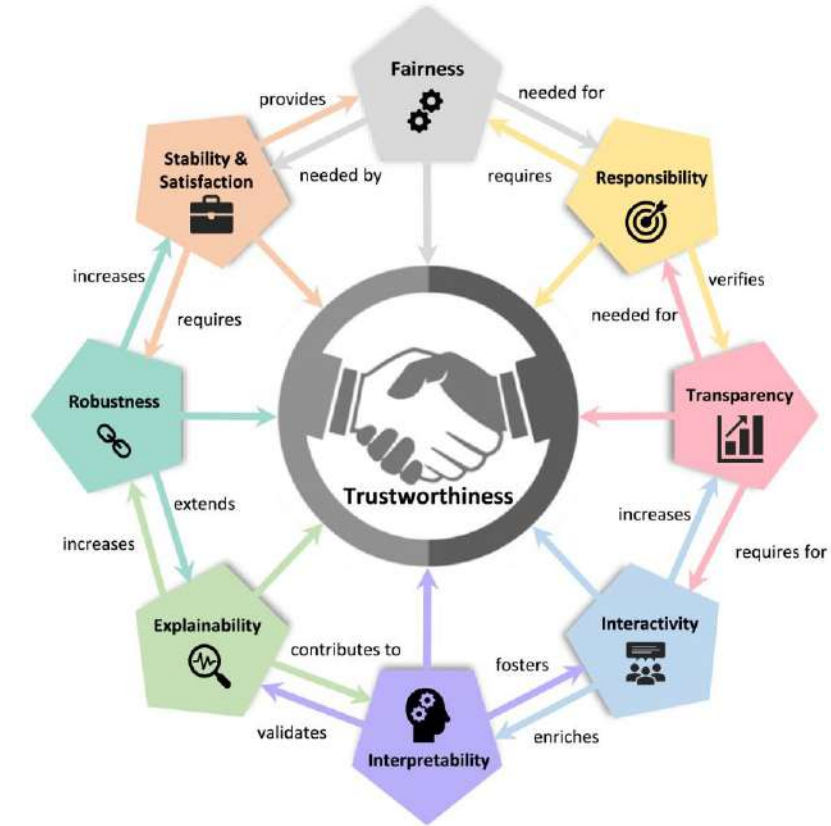 Fairness
provides
needed for
needed by
requires
Stability &
Satisfaction
Responsibility
increases
requires
needed for
verifies
Robustness
Transparency
Trustworthiness
extends
increases
increases
requires for
Explainability
Interactivity
contributes to
fosters
validates
enriches
Interpretability